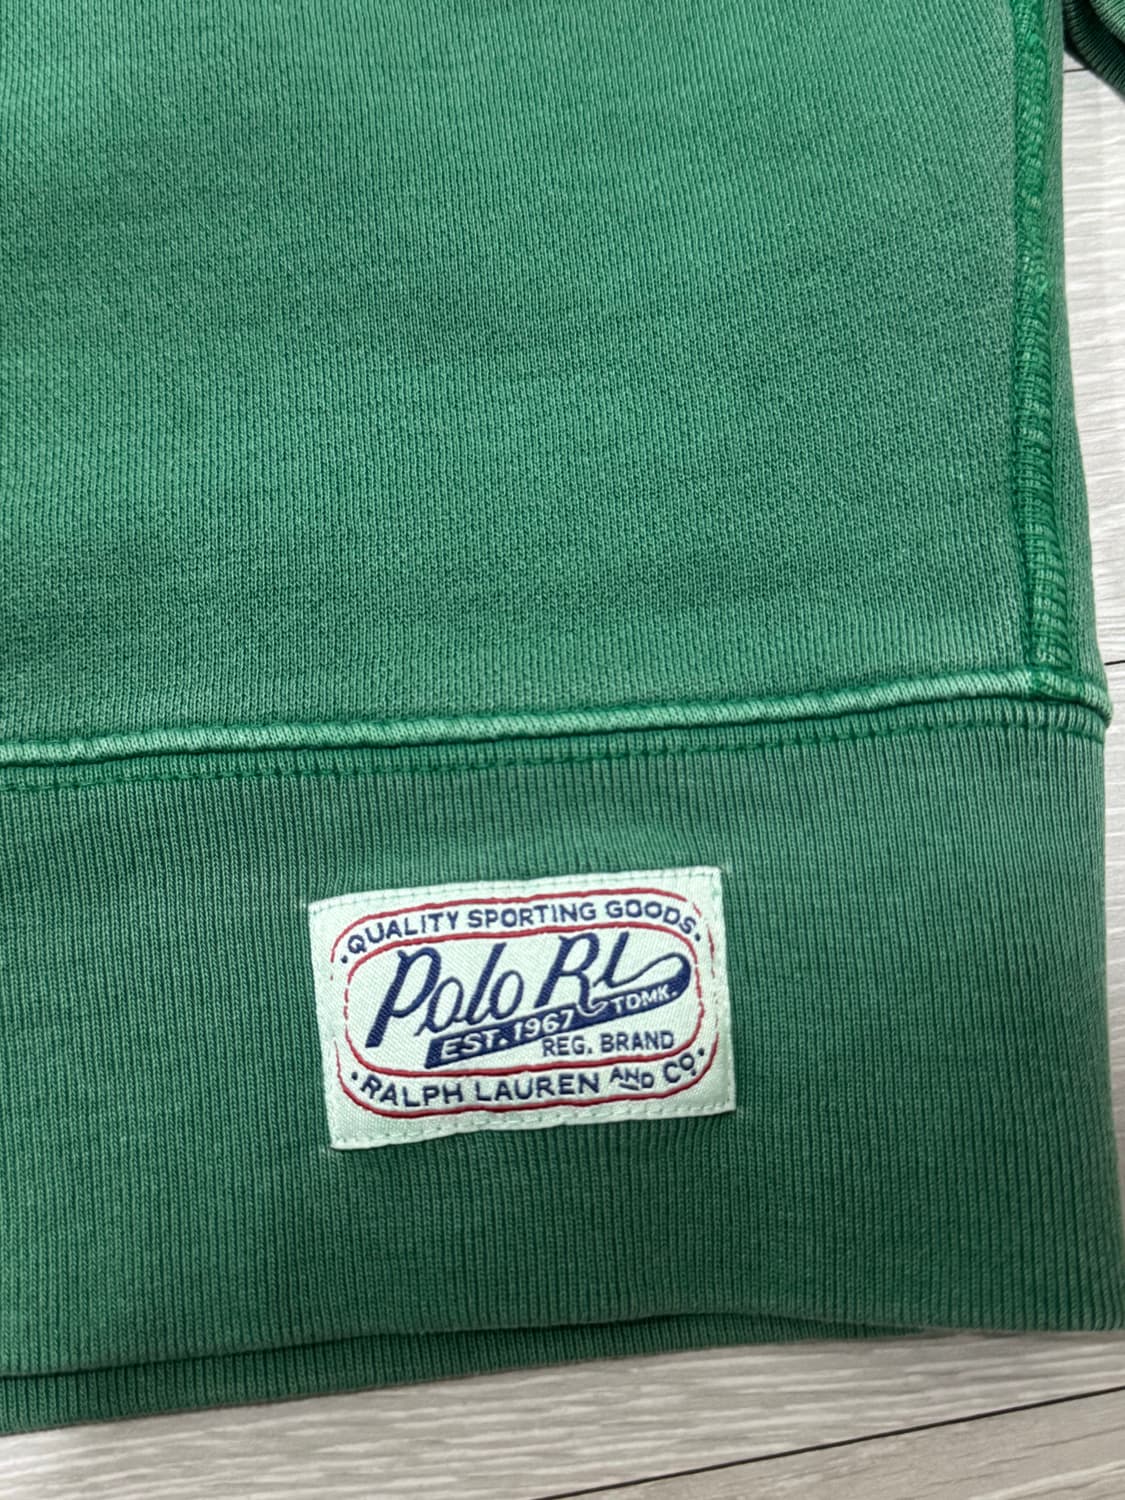 ·QUALITY SPORTING GOODS·
Polo RL
EST. 1967 TDMK.
REG. BRAND
·RALPH LAUREN AND CO·